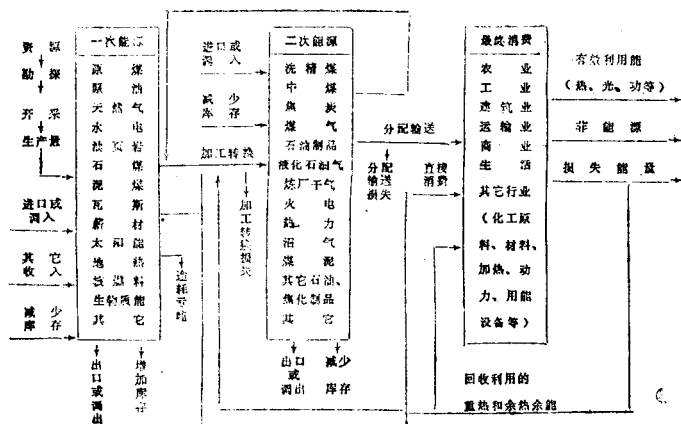 资源
勘探
开采
生产量
进口或
调入
其它
收入
减少
库存
一次能源
原煤
原油
天然气
水电
油页岩
石煤
泥煤
瓦斯
薪材
太阳能
地热
核燃料
生物质能
其它
出口或调出
增加库存
途耗亏吨
加工转换
加工转换损失
进口或
调入
减少
库存
二次能源
洗精煤
中煤
焦炭
煤气
石油制品
液化石油气
炼厂干气
火电
热力
沼气
煤泥
其它石油、
焦化制品
其它
出口
或
调出
减少
库存
分配输送
分配
输送
损失
直接
消费
最终消费
农业
工业
建筑业
运输业
商业
生活
其它行业
(化工原
料、材料、
加热、动
力、用能
设备等)
有效利用能
(热、光、功等)
非能源
损失能量
回收利用的
重热和余热余能